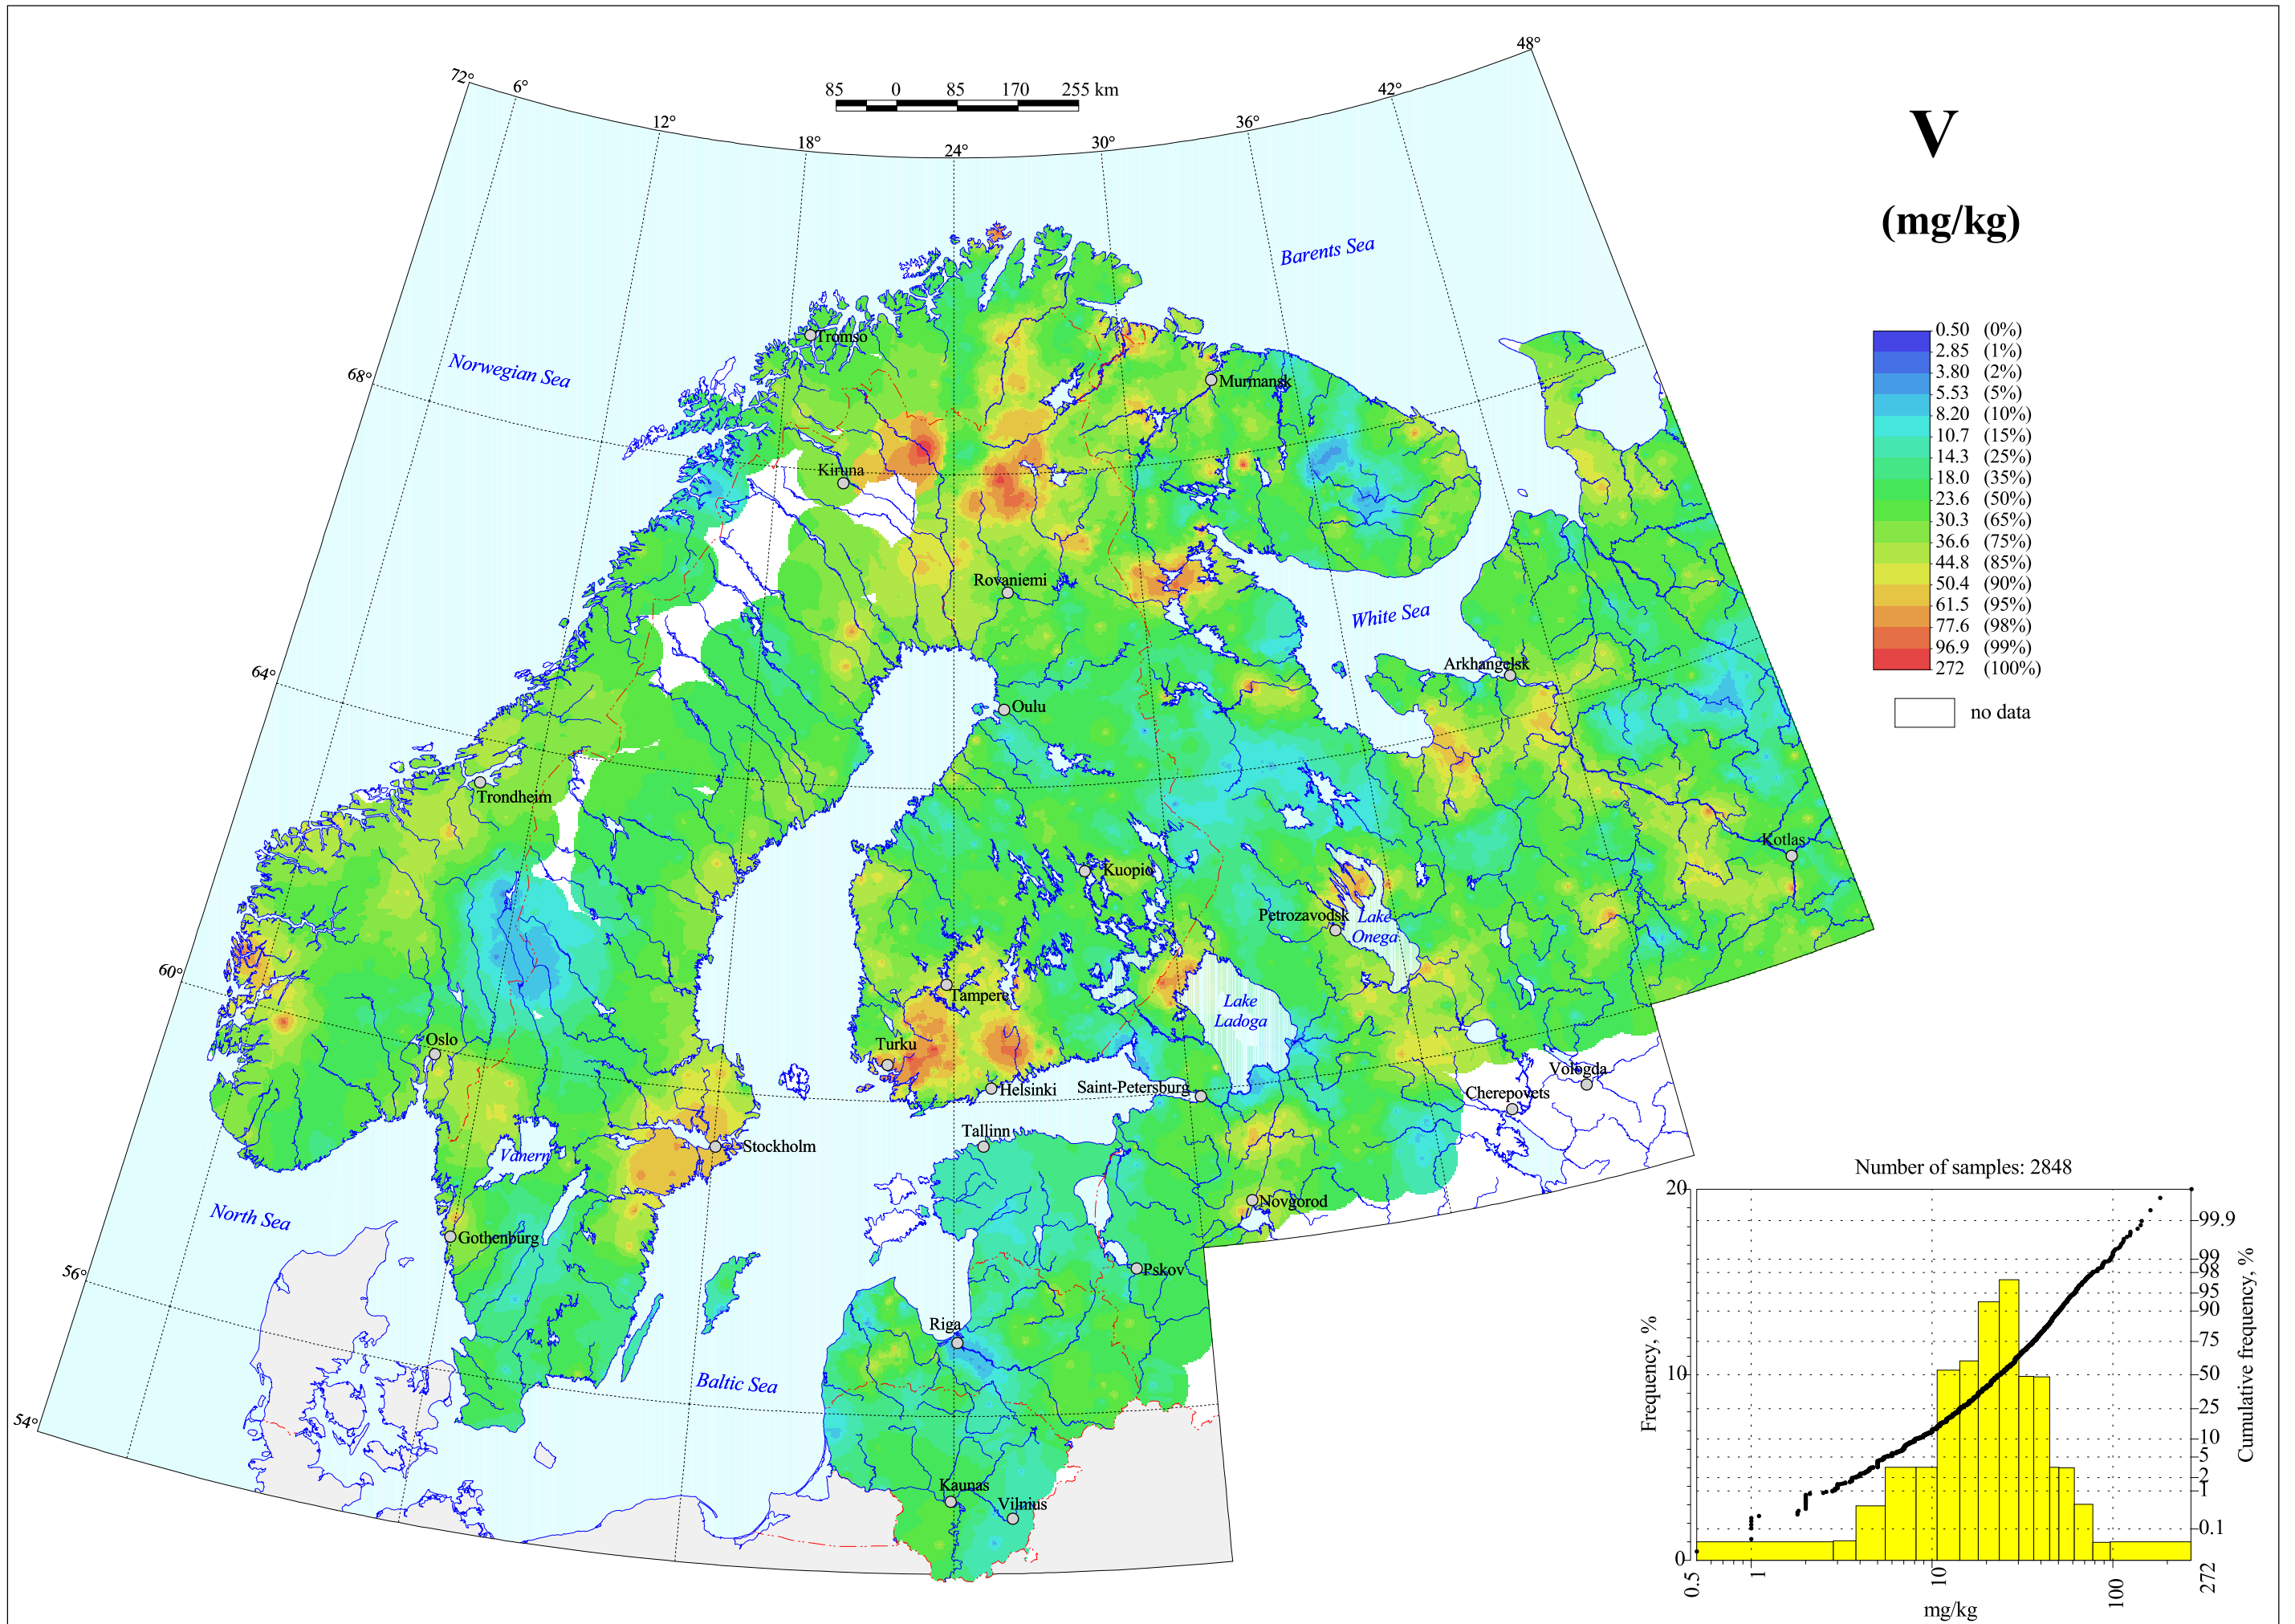 V
(mg/kg)
72°
6°
12°
18°
24°
30°
36°
42°
48°
85 0 85 170 255 km
68°
64°
60°
56°
54°
Barents Sea
Norwegian Sea
White Sea
North Sea
Baltic Sea
Tromso
Murmansk
Kiruna
Rovaniemi
Arkhangelsk
Oulu
Trondheim
Kotlas
Kuopio
Petrozavodsk
Lake
Onega
Tampere
Lake
Ladoga
Oslo
Turku
Helsinki
Saint-Petersburg
Vologda
Cherepovets
Stockholm
Vanern
Tallinn
Novgorod
Gothenburg
Pskov
Riga
Kaunas
Vilnius
0.50 (0%)
2.85 (1%)
3.80 (2%)
5.53 (5%)
8.20 (10%)
10.7 (15%)
14.3 (25%)
18.0 (35%)
23.6 (50%)
30.3 (65%)
36.6 (75%)
44.8 (85%)
50.4 (90%)
61.5 (95%)
77.6 (98%)
96.9 (99%)
272 (100%)
no data
Number of samples: 2848
Frequency, %
20
10
0
Cumulative frequency, %
99.9
99
98
95
90
75
50
25
10
5
2
1
0.1
0.5
1
10
100
272
mg/kg